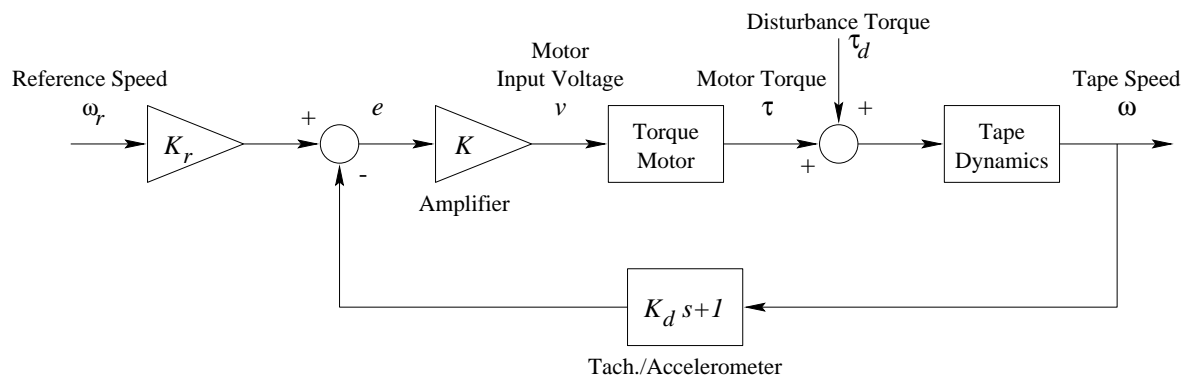 Disturbance Torque
τd
Motor
Input Voltage
v
Reference Speed
ωr
Motor Torque
τ
Tape Speed
ω
Kr
+
-
e
K
Amplifier
Torque
Motor
+
+
Tape
Dynamics
Kd s+1
Tach./Accelerometer